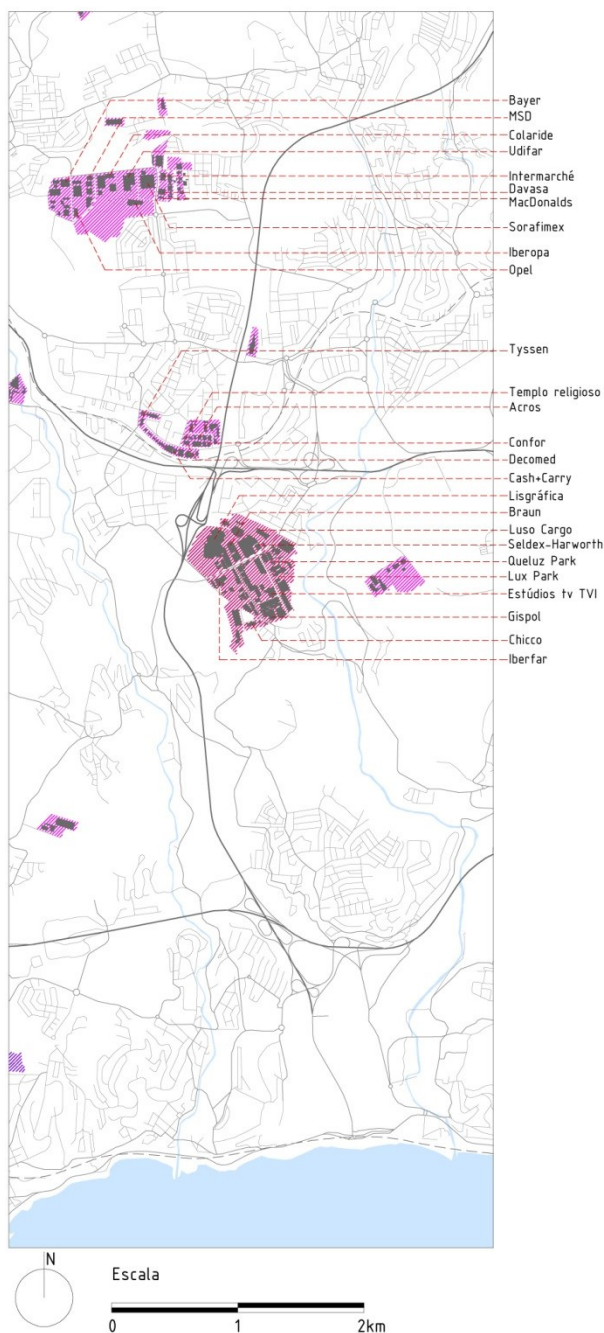 Bayer
MSD
Colaride
Udifar
Intermarché
Davasa
MacDonalds
Sorafimex
Iberopa
Opel
Tyssen
Templo religioso
Acros
Confor
Decomed
Cash+Carry
Lisgráfica
Braun
Luso Cargo
Seldex-Harworth
Queluz Park
Lux Park
Estúdios tv TVI
Gispol
Chicco
Iberfar
N
Escala
0 1 2km